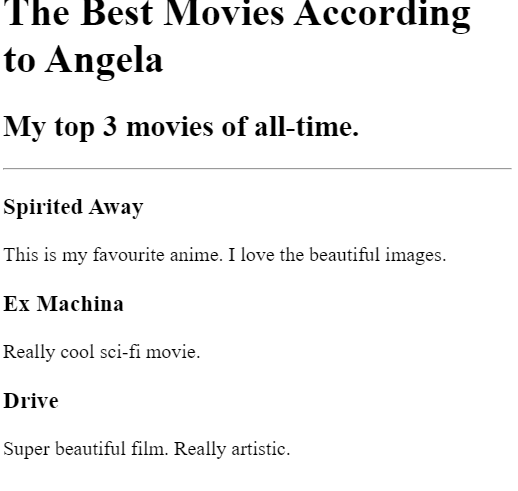 The Best Movies According
to Angela
My top 3 movies of all-time.
Spirited Away
This is my favourite anime. I love the beautiful images.
Ex Machina
Really cool sci-fi movie.
Drive
Super beautiful film. Really artistic.